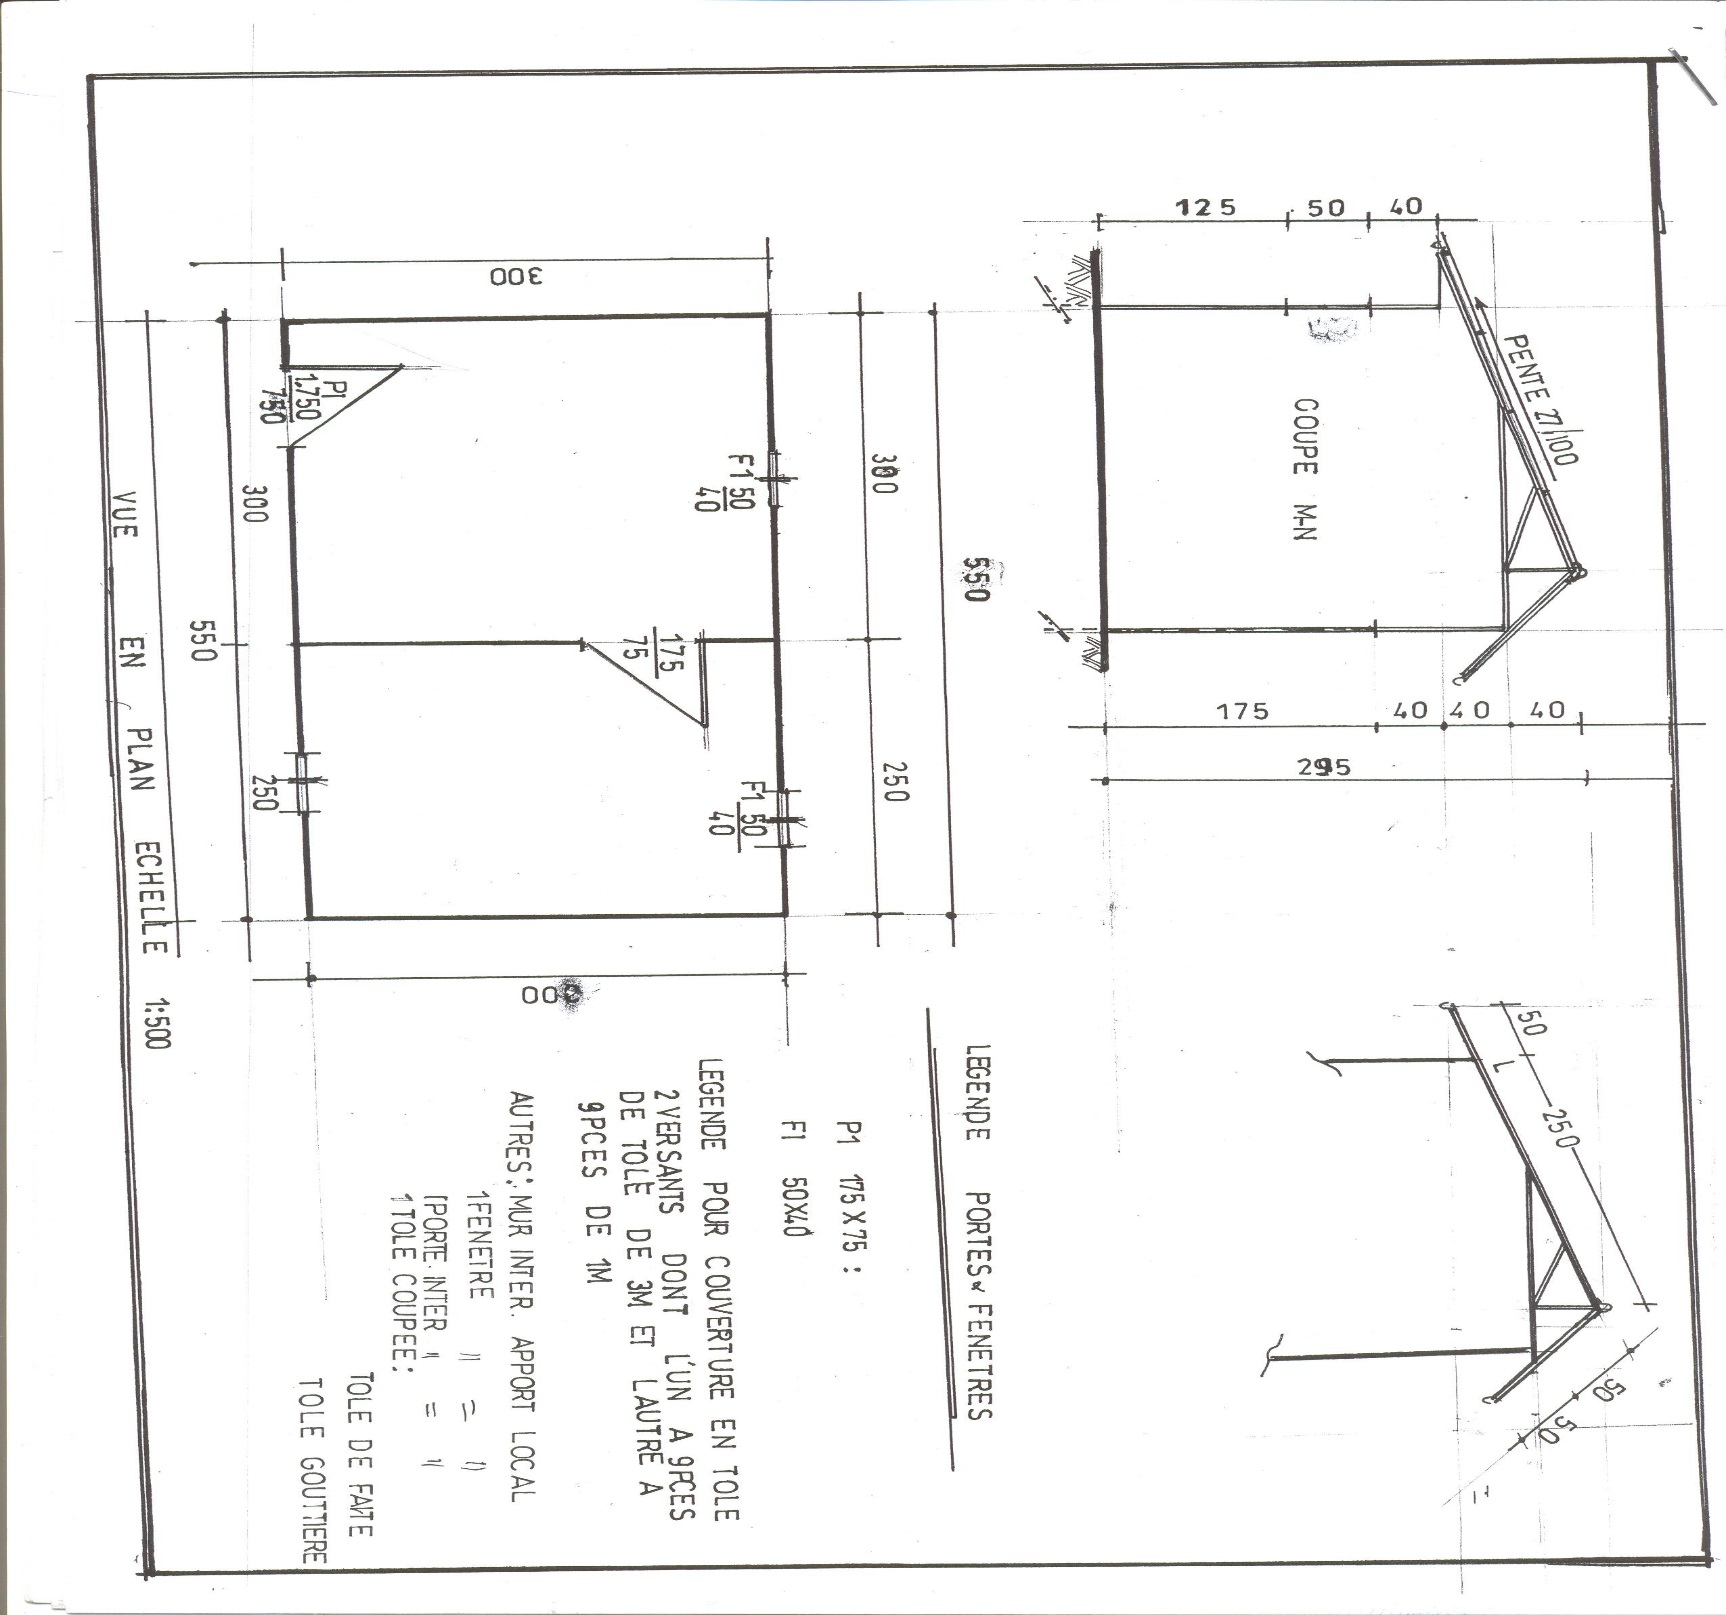 125 50 40
PENTE 27/100
COUPE M-N
175 40 40 40
295
50
L
250
50
50
LEGENDE PORTES & FENETRES
P1 175 X 75 :
F1 50X40
550
300
250
F1 50
40
F1 50
40
175
75
300
P1
1.750
750
300
250
550
00
LEGENDE POUR COUVERTURE EN TOLE
2 VERSANTS DONT L'UN A 9PCES
DE TOLE DE 3M ET LAUTRE A
9PCES DE 1M
AUTRES; MUR INTER. APPORT LOCAL
1FENETRE " = "
1PORTE.INTER " = "
1TOLE COUPEE :
TOLE DE FAITE
TOLE GOUTTIERE
VUE EN PLAN ECHELLE 1:500